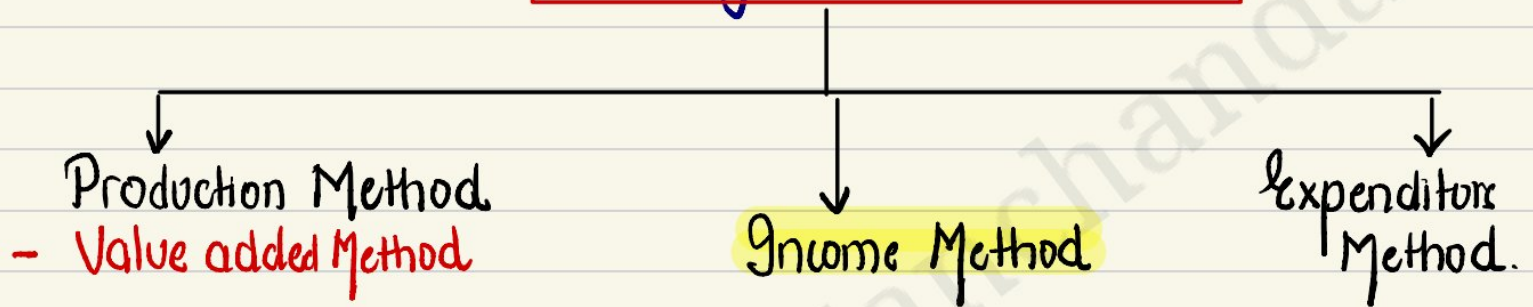 Production Method
- Value added Method
Income Method
Expenditure
Method.